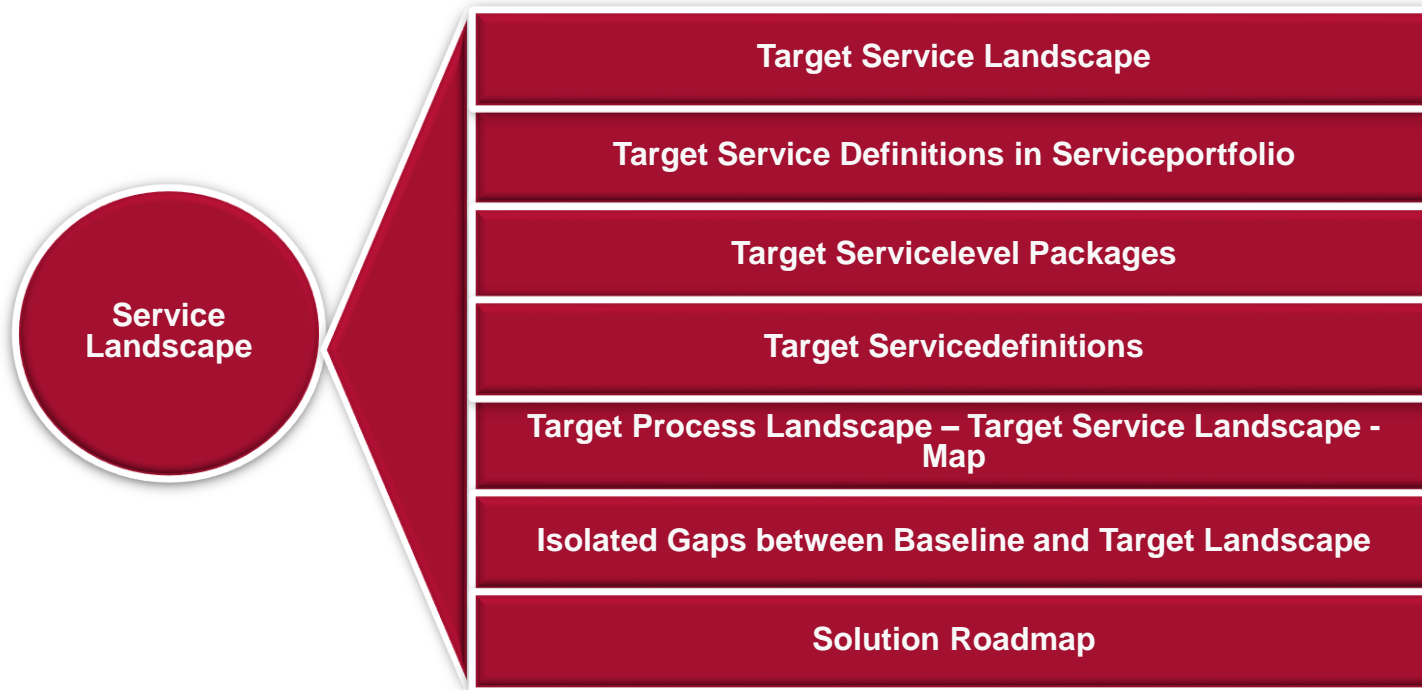 Service
Landscape
Target Service Landscape
Target Service Definitions in Serviceportfolio
Target Servicelevel Packages
Target Servicedefinitions
Target Process Landscape – Target Service Landscape -
Map
Isolated Gaps between Baseline and Target Landscape
Solution Roadmap